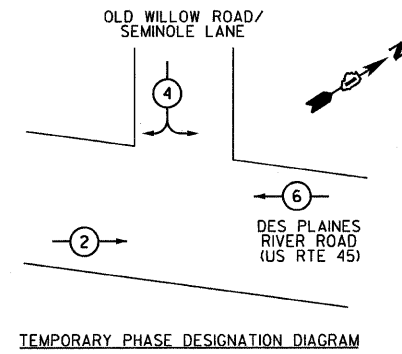 OLD WILLOW ROAD/
SEMINOLE LANE
4
N
6
2
DES PLAINES
RIVER ROAD
(US RTE 45)
TEMPORARY PHASE DESIGNATION DIAGRAM